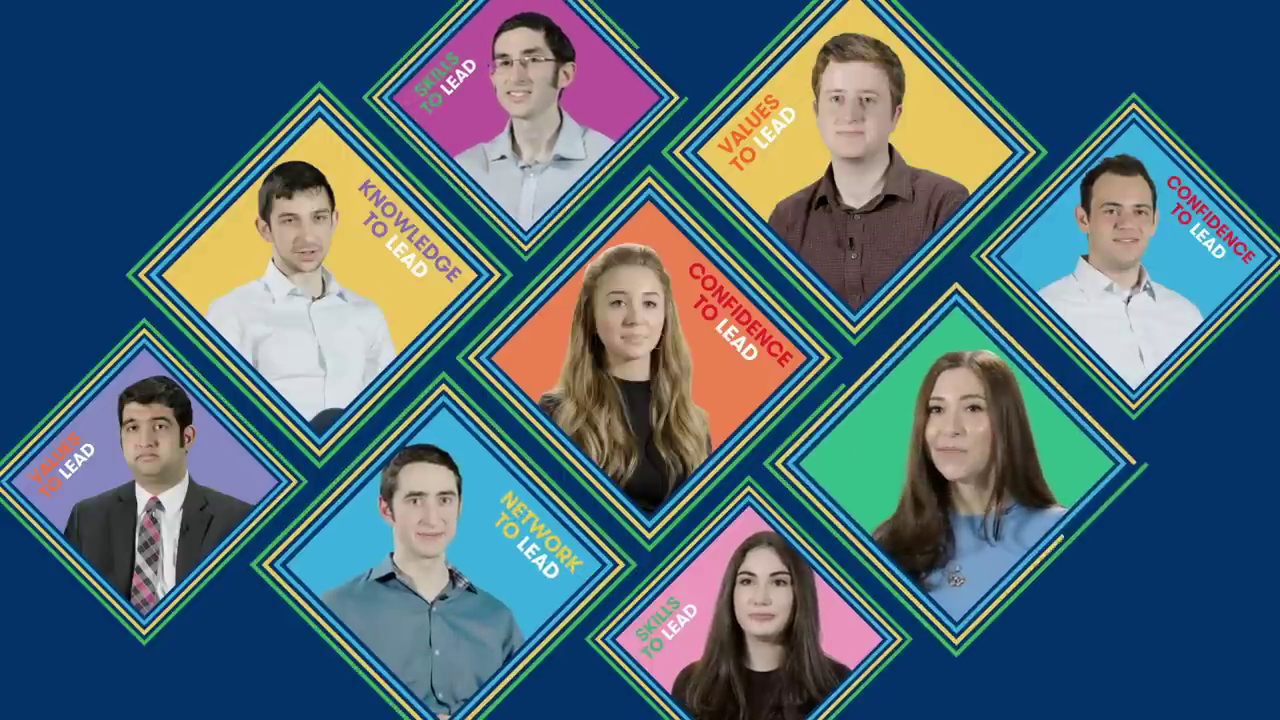 SKILLS
TO LEAD
VALUES
TO LEAD
KNOWLEDGE
TO LEAD
CONFIDENCE
TO LEAD
CONFIDENCE
TO LEAD
VALUES
TO LEAD
NETWORK
TO LEAD
SKILLS
TO LEAD